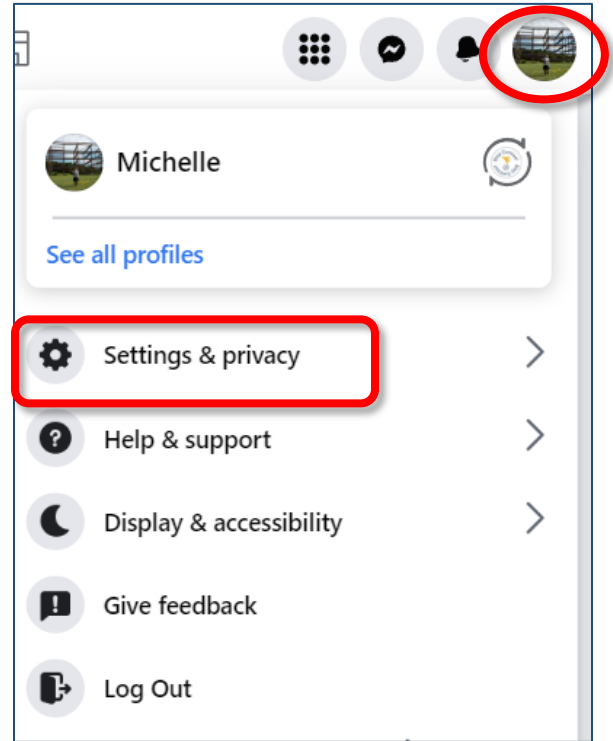 Michelle
See all profiles
Settings & privacy
Help & support
Display & accessibility
Give feedback
Log Out